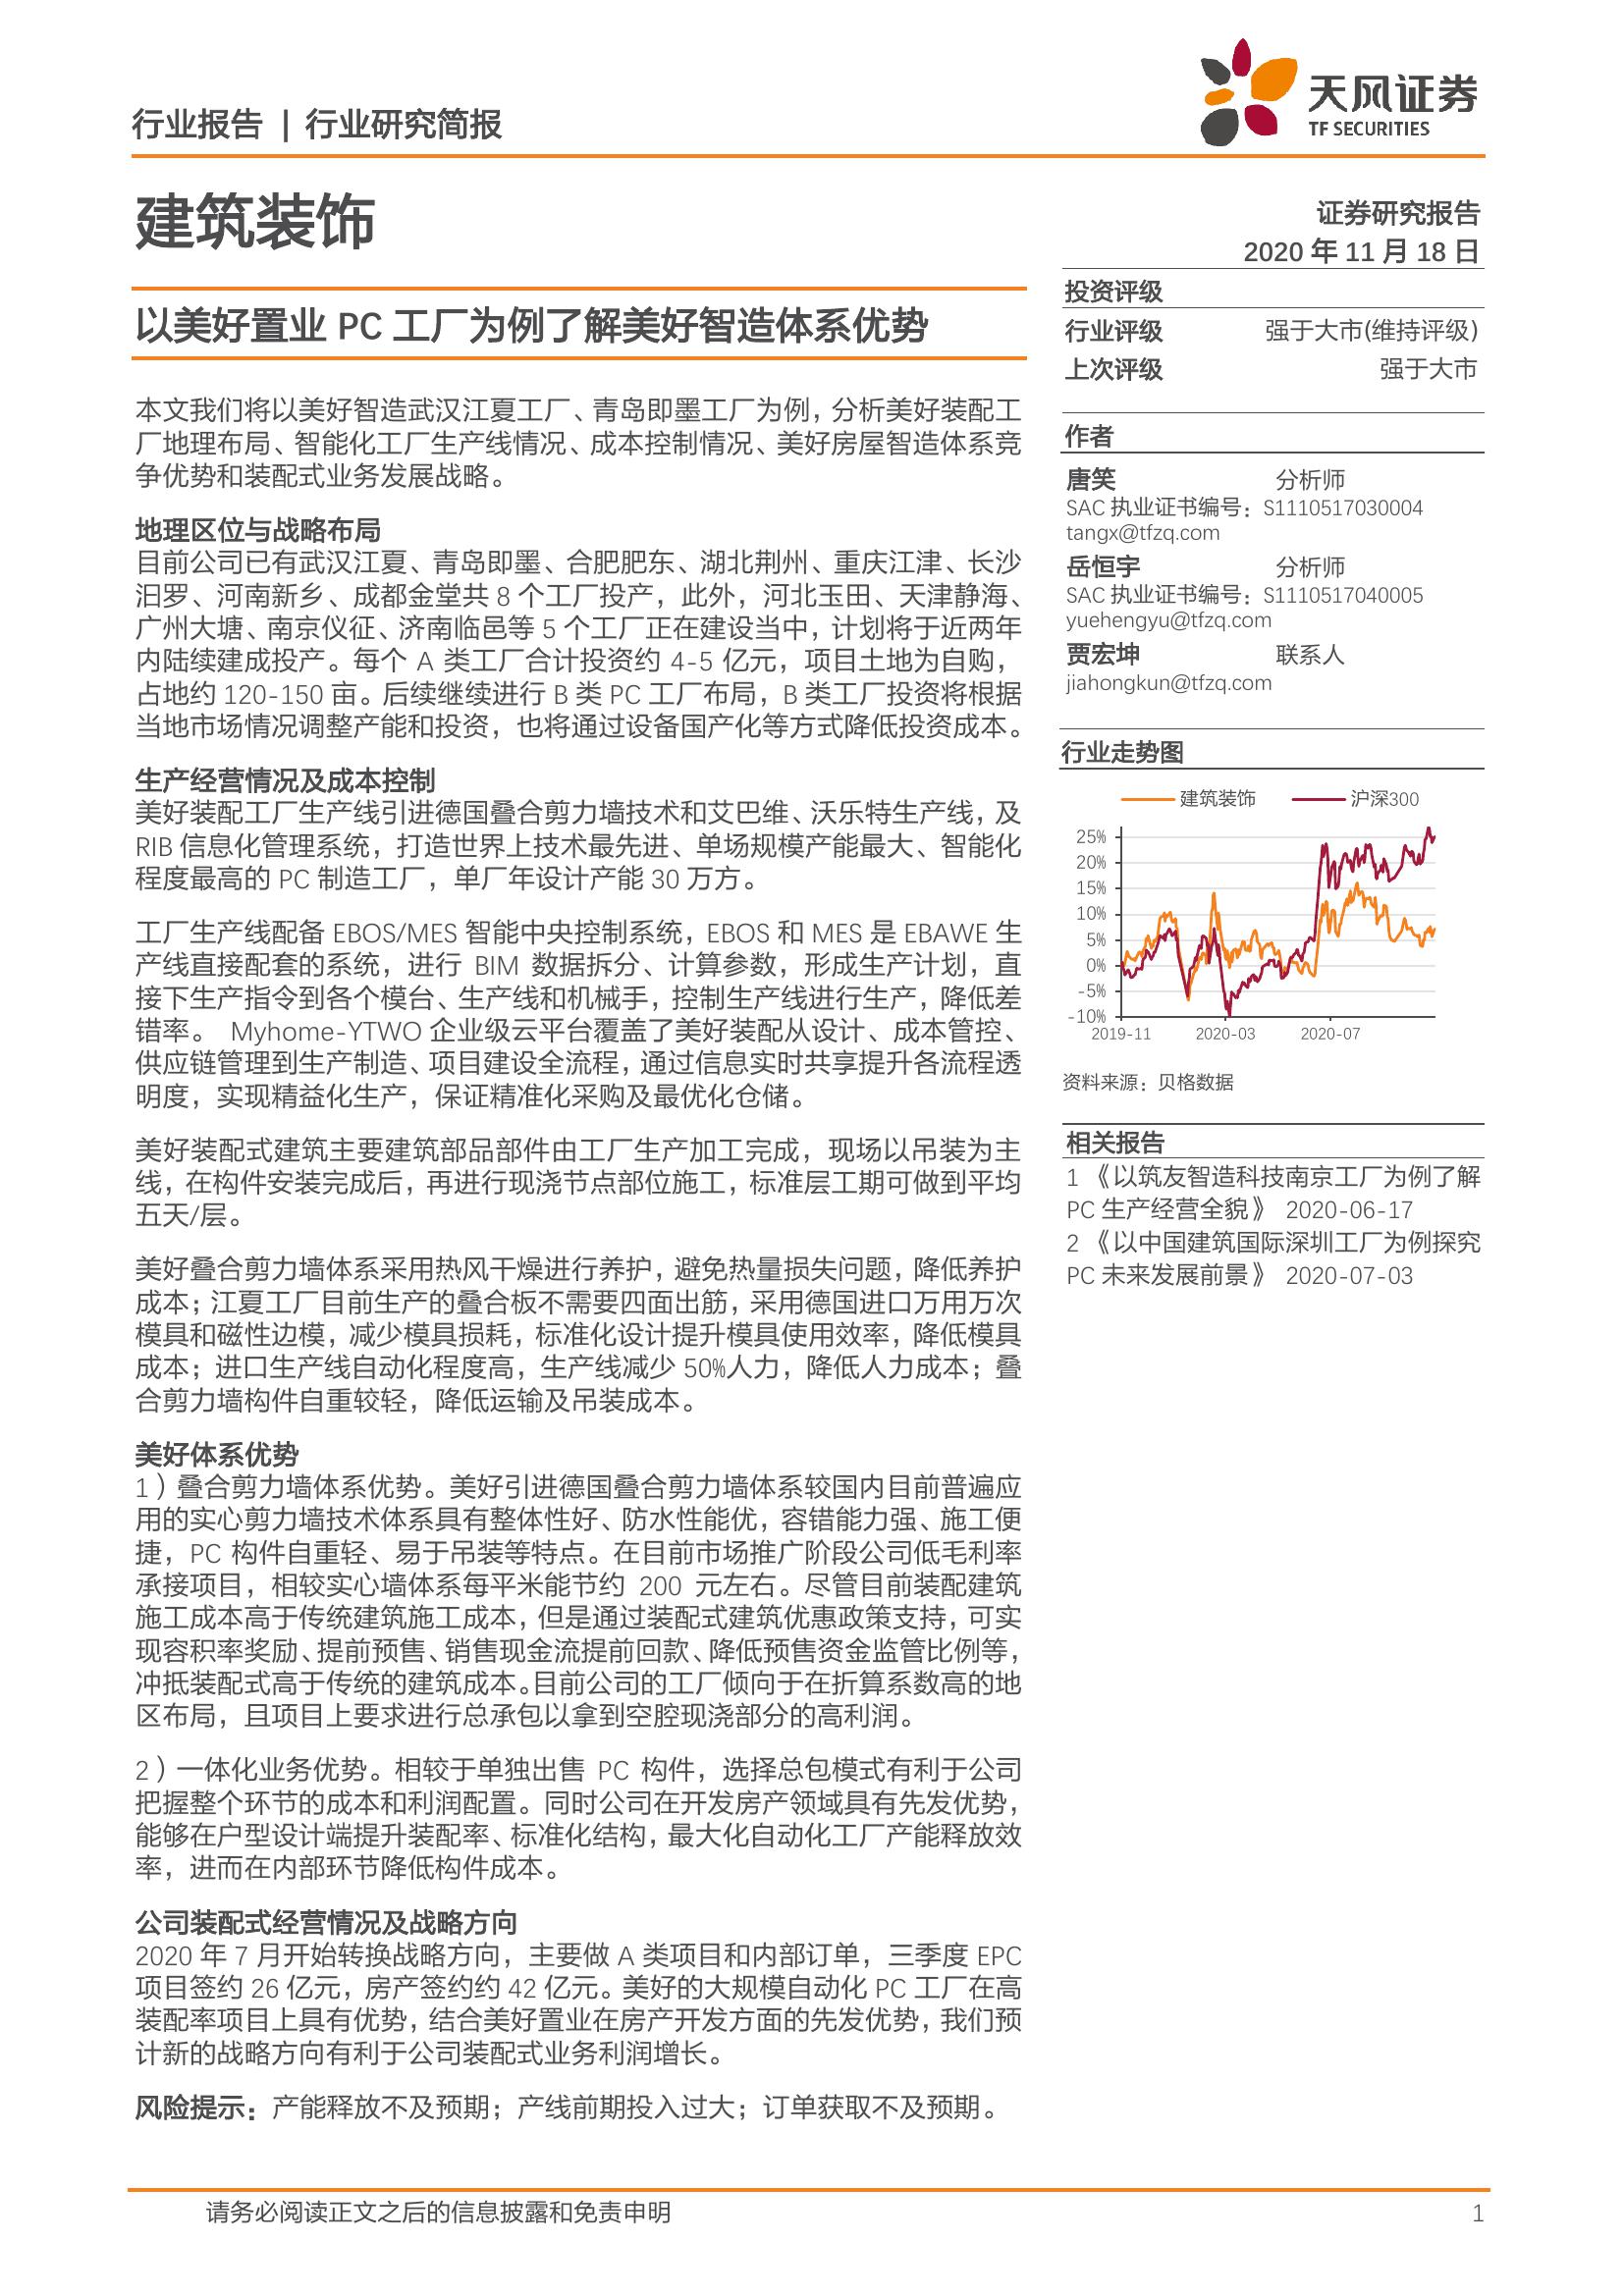 行业报告 | 行业研究简报
天风证券
TF SECURITIES
建筑装饰
证券研究报告
2020 年 11 月 18 日
以美好置业 PC 工厂为例了解美好智造体系优势
本文我们将以美好智造武汉江夏工厂、青岛即墨工厂为例，分析美好装配工
厂地理布局、智能化工厂生产线情况、成本控制情况、美好房屋智造体系竞
争优势和装配式业务发展战略。
地理区位与战略布局
目前公司已有武汉江夏、青岛即墨、合肥肥东、湖北荆州、重庆江津、长沙
汨罗、河南新乡、成都金堂共 8 个工厂投产，此外，河北玉田、天津静海、
广州大塘、南京仪征、济南临邑等 5 个工厂正在建设当中，计划将于近两年
内陆续建成投产。每个 A 类工厂合计投资约 4-5 亿元，项目土地为自购，
占地约 120-150 亩。后续继续进行 B 类 PC 工厂布局，B 类工厂投资将根据
当地市场情况调整产能和投资，也将通过设备国产化等方式降低投资成本。
生产经营情况及成本控制
美好装配工厂生产线引进德国叠合剪力墙技术和艾巴维、沃乐特生产线，及
RIB 信息化管理系统，打造世界上技术最先进、单场规模产能最大、智能化
程度最高的 PC 制造工厂，单厂年设计产能 30 万方。
工厂生产线配备 EBOS/MES 智能中央控制系统，EBOS 和 MES 是 EBAWE 生
产线直接配套的系统，进行 BIM 数据拆分、计算参数，形成生产计划，直
接下生产指令到各个模台、生产线和机械手，控制生产线进行生产，降低差
错率。 Myhome-YTWO 企业级云平台覆盖了美好装配从设计、成本管控、
供应链管理到生产制造、项目建设全流程，通过信息实时共享提升各流程透
明度，实现精益化生产，保证精准化采购及最优化仓储。
美好装配式建筑主要建筑部品部件由工厂生产加工完成，现场以吊装为主
线，在构件安装完成后，再进行现浇节点部位施工，标准层工期可做到平均
五天/层。
美好叠合剪力墙体系采用热风干燥进行养护，避免热量损失问题，降低养护
成本；江夏工厂目前生产的叠合板不需要四面出筋，采用德国进口万用万次
模具和磁性边模，减少模具损耗，标准化设计提升模具使用效率，降低模具
成本；进口生产线自动化程度高，生产线减少 50%人力，降低人力成本；叠
合剪力墙构件自重较轻，降低运输及吊装成本。
美好体系优势
1）叠合剪力墙体系优势。美好引进德国叠合剪力墙体系较国内目前普遍应
用的实心剪力墙技术体系具有整体性好、防水性能优，容错能力强、施工便
捷，PC 构件自重轻、易于吊装等特点。在目前市场推广阶段公司低毛利率
承接项目，相较实心墙体系每平米能节约 200 元左右。尽管目前装配建筑
施工成本高于传统建筑施工成本，但是通过装配式建筑优惠政策支持，可实
现容积率奖励、提前预售、销售现金流提前回款、降低预售资金监管比例等，
冲抵装配式高于传统的建筑成本。目前公司的工厂倾向于在折算系数高的地
区布局，且项目上要求进行总承包以拿到空腔现浇部分的高利润。
2）一体化业务优势。相较于单独出售 PC 构件，选择总包模式有利于公司
把握整个环节的成本和利润配置。同时公司在开发房产领域具有先发优势，
能够在户型设计端提升装配率、标准化结构，最大化自动化工厂产能释放效
率，进而在内部环节降低构件成本。
公司装配式经营情况及战略方向
2020 年 7 月开始转换战略方向，主要做 A 类项目和内部订单，三季度 EPC
项目签约 26 亿元，房产签约约 42 亿元。美好的大规模自动化 PC 工厂在高
装配率项目上具有优势，结合美好置业在房产开发方面的先发优势，我们预
计新的战略方向有利于公司装配式业务利润增长。
风险提示：产能释放不及预期；产线前期投入过大；订单获取不及预期。
投资评级
行业评级 强于大市(维持评级)
上次评级 强于大市
作者
唐笑 分析师
SAC 执业证书编号：S1110517030004
tangx@tfzq.com
岳恒宇 分析师
SAC 执业证书编号：S1110517040005
yuehengyu@tfzq.com
贾宏坤 联系人
jiahongkun@tfzq.com
行业走势图
建筑装饰 沪深300
25%
20%
15%
10%
5%
0%
-5%
-10%
2019-11 2020-03 2020-07
资料来源：贝格数据
相关报告
1 《以筑友智造科技南京工厂为例了解
PC 生产经营全貌》 2020-06-17
2 《以中国建筑国际深圳工厂为例探究
PC 未来发展前景》 2020-07-03
请务必阅读正文之后的信息披露和免责申明 1